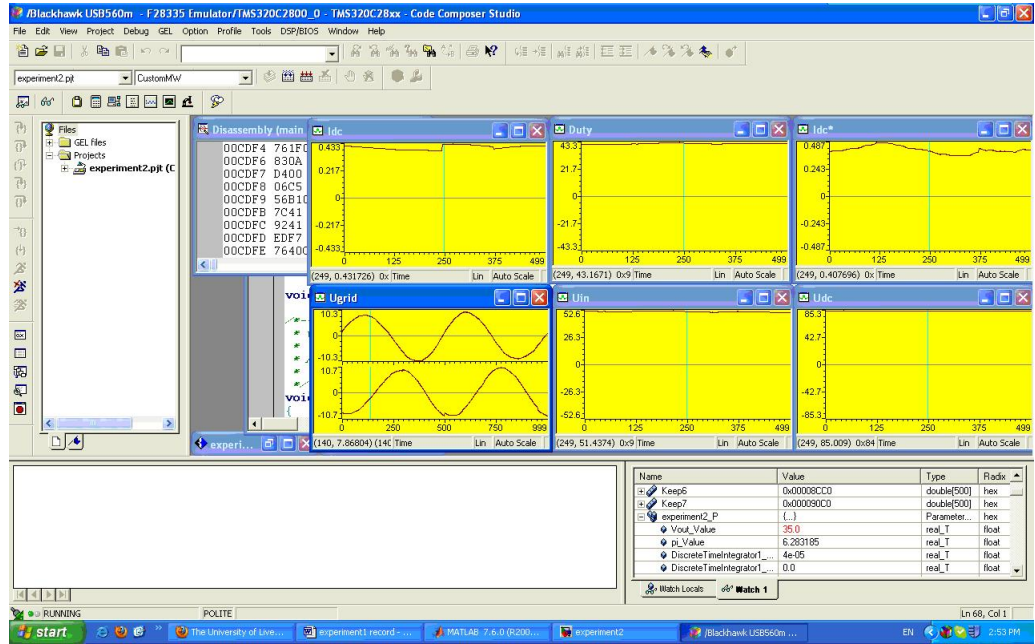 /Blackhawk USB560m - F28335 Emulator/TMS320C2800_0 - TMS320C28xx - Code Composer Studio
File Edit View Project Debug GEL Option Profile Tools DSP/BIOS Window Help
experiment2.pjt CustomMW
Files
GEL files
Projects
experiment2.pjt (C
Disassembly (main
00CDF4 761F0
00CDF6 830A
00CDF7 D400
00CDF8 06C5
00CDF9 56B10
00CDFB 7C41
00CDFC 9241
00CDFD EDF7
00CDFE 76400
Idc
0.433
0.217
0
-0.217
-0.433
0 125 250 375 499
(249, 0.431726) 0x Time Lin Auto Scale
Duty
43.3
21.7
0
-21.7
-43.3
0 125 250 375 499
(249, 43.1671) 0x9 Time Lin Auto Scale
Idc*
0.487
0.243
0
-0.243
-0.487
0 125 250 375 499
(249, 0.407696) 0x Time Lin Auto Scale
void
void
{
Ugrid
10.3
0
-10.3
10.7
0
-10.7
0 250 500 750 999
(140, 7.86804) (140 Time Lin Auto Scale
Uin
52.6
26.3
0
-26.3
-52.6
0 125 250 375 499
(249, 51.4374) 0x9 Time Lin Auto Scale
Udc
85.3
42.7
0
-42.7
-85.3
0 125 250 375 499
(249, 85.009) 0x84 Time Lin Auto Scale
experi...
Name Value Type Radix
Keep6 0x00008CC0 double[500] hex
Keep7 0x000090C0 double[500] hex
experiment2_P {...} Parameter... hex
Vout_Value 35.0 real_T float
pi_Value 6.283185 real_T float
DiscreteTimeIntegrator1_... 4e-05 real_T float
DiscreteTimeIntegrator1_... 0.0 real_T float
Watch Locals Watch 1
RUNNING POLITE Ln 68, Col 1
start The University of Live... experiment1 record - ... MATLAB 7.6.0 (R200... experiment2 /Blackhawk USB560m ... EN 2:53 PM